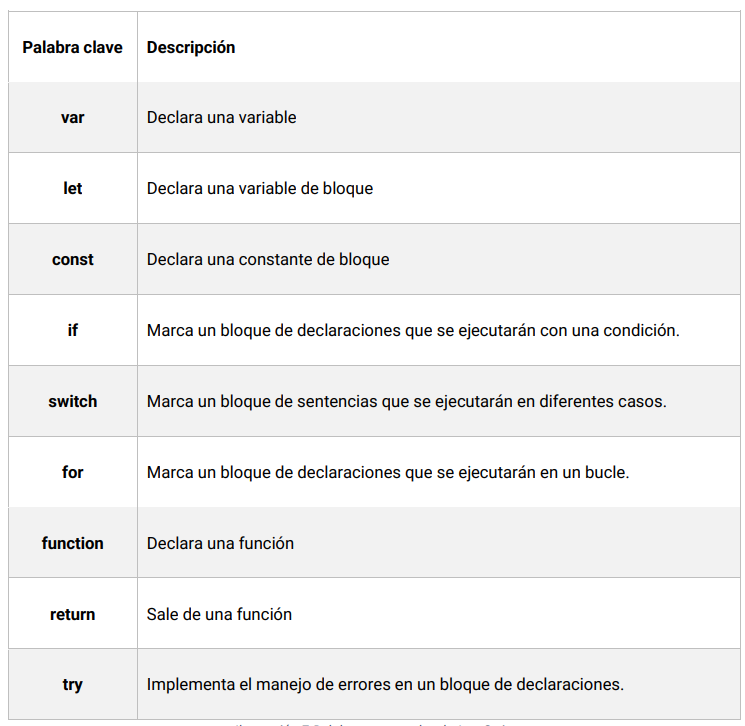 Palabra clave Descripción
var Declara una variable
let Declara una variable de bloque
const Declara una constante de bloque
if Marca un bloque de declaraciones que se ejecutarán con una condición.
switch Marca un bloque de sentencias que se ejecutarán en diferentes casos.
for Marca un bloque de declaraciones que se ejecutarán en un bucle.
function Declara una función
return Sale de una función
try Implementa el manejo de errores en un bloque de declaraciones.